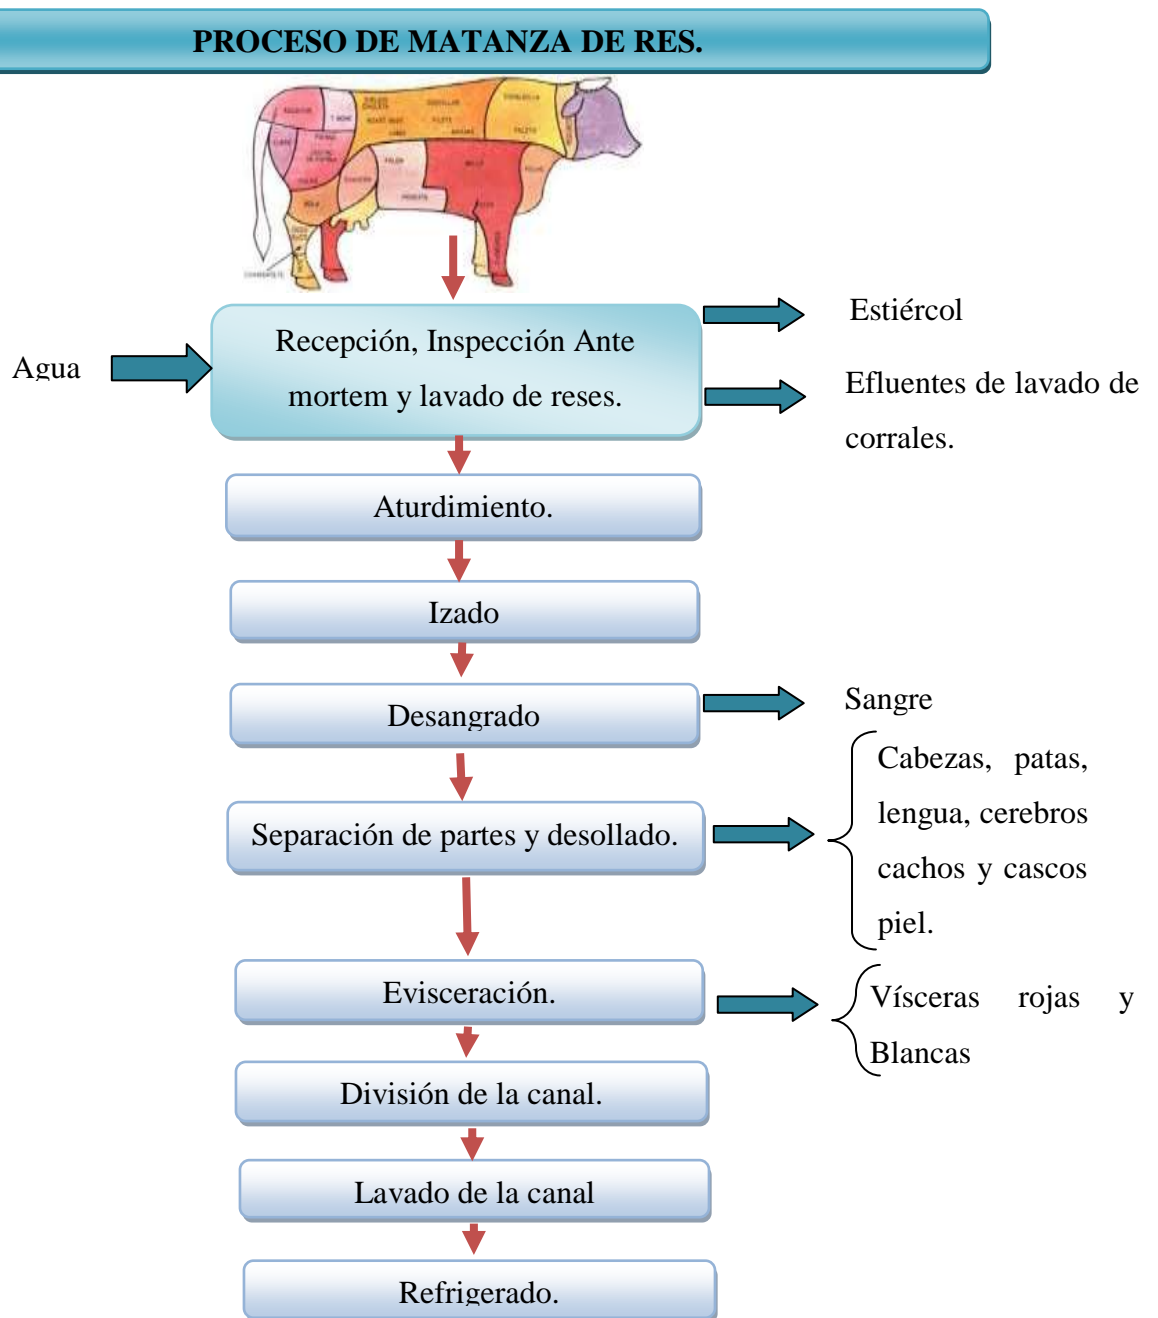 PROCESO DE MATANZA DE RES.
Recepción, Inspección Ante
mortem y lavado de reses.
Agua
Estiércol
Efluentes de lavado de
corrales.
Aturdimiento.
Izado
Desangrado
Sangre
Separación de partes y desollado.
Cabezas, patas,
lengua, cerebros
cachos y cascos
piel.
Evisceración.
Vísceras rojas y
Blancas
División de la canal.
Lavado de la canal
Refrigerado.